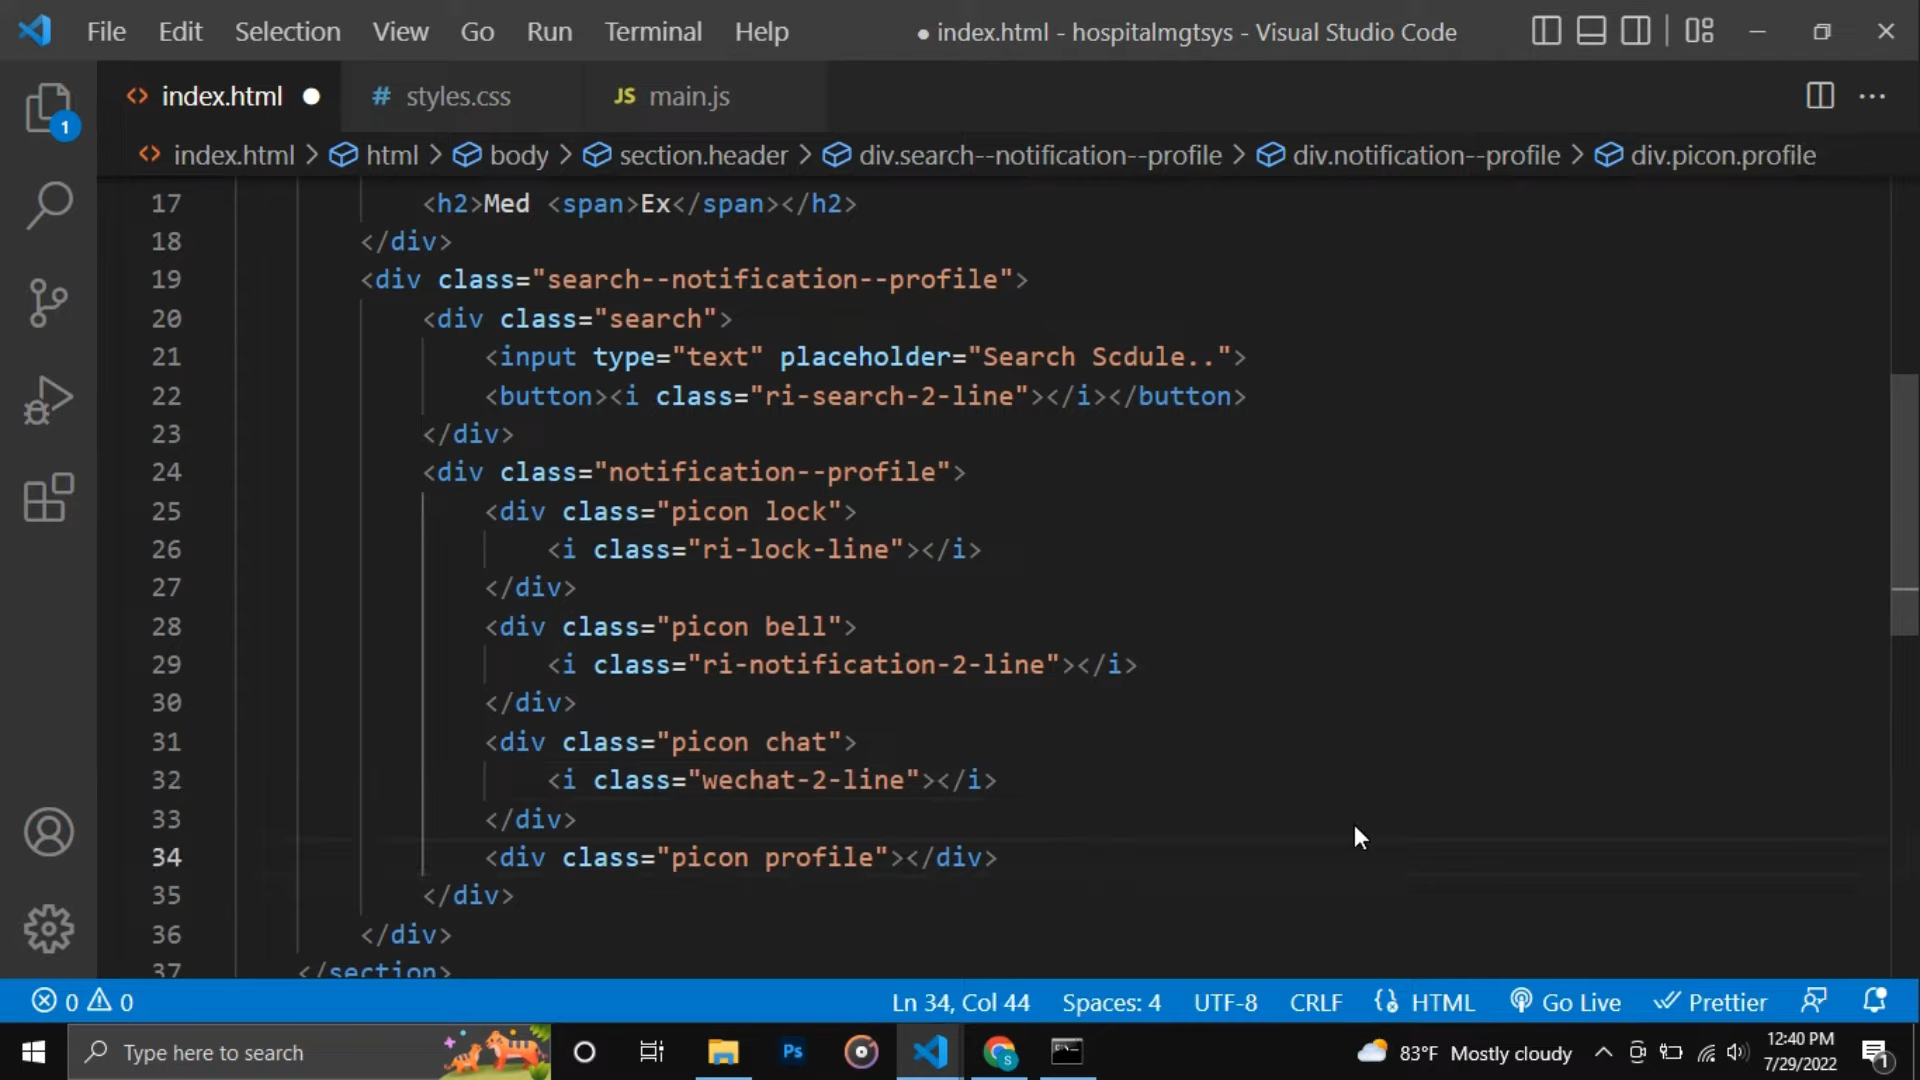 File Edit Selection View Go Run Terminal Help ● index.html - hospitalmgtsys - Visual Studio Code
<> index.html ● # styles.css JS main.js
1
<> index.html > html > body > section.header > div.search--notification--profile > div.notification--profile > div.picon.profile
17 <h2>Med <span>Ex</span></h2>
18 </div>
19 <div class="search--notification--profile">
20 <div class="search">
21 <input type="text" placeholder="Search Scdule..">
22 <button><i class="ri-search-2-line"></i></button>
23 </div>
24 <div class="notification--profile">
25 <div class="picon lock">
26 <i class="ri-lock-line"></i>
27 </div>
28 <div class="picon bell">
29 <i class="ri-notification-2-line"></i>
30 </div>
31 <div class="picon chat">
32 <i class="wechat-2-line"></i>
33 </div>
34 <div class="picon profile"></div>
35 </div>
36 </div>
37 </section>
0 0 Ln 34, Col 44 Spaces: 4 UTF-8 CRLF HTML Go Live Prettier
Type here to search Ps S 83°F Mostly cloudy 12:40 PM
7/29/2022 1